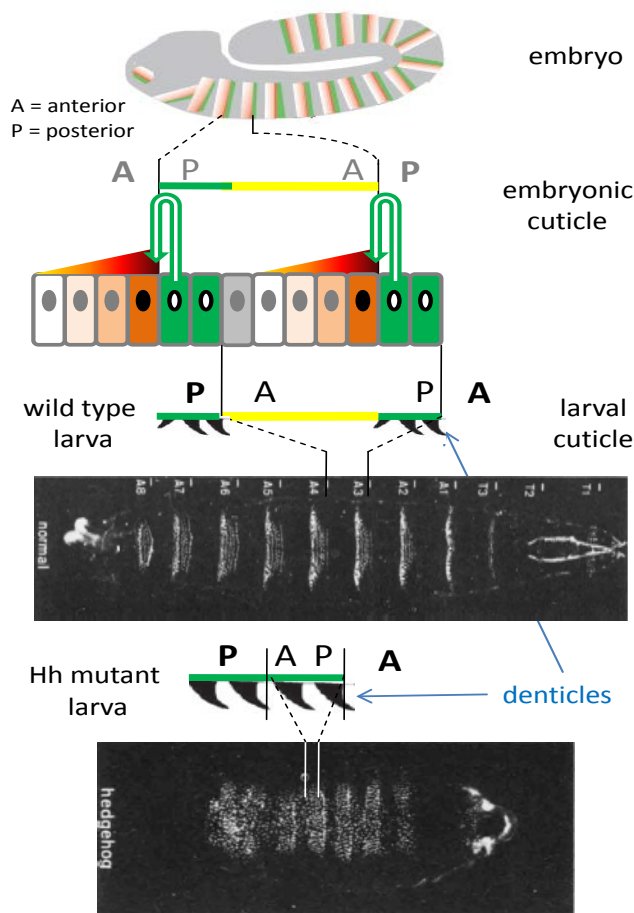 embryo
A = anterior
P = posterior
A P A P
embryonic
cuticle
P A P A
wild type
larva
larval
cuticle
A8 A7 A6 A5 A4 A3 A2 A1 T3 T2 T1
normal
P A P A
Hh mutant
larva
denticles
hedgehog